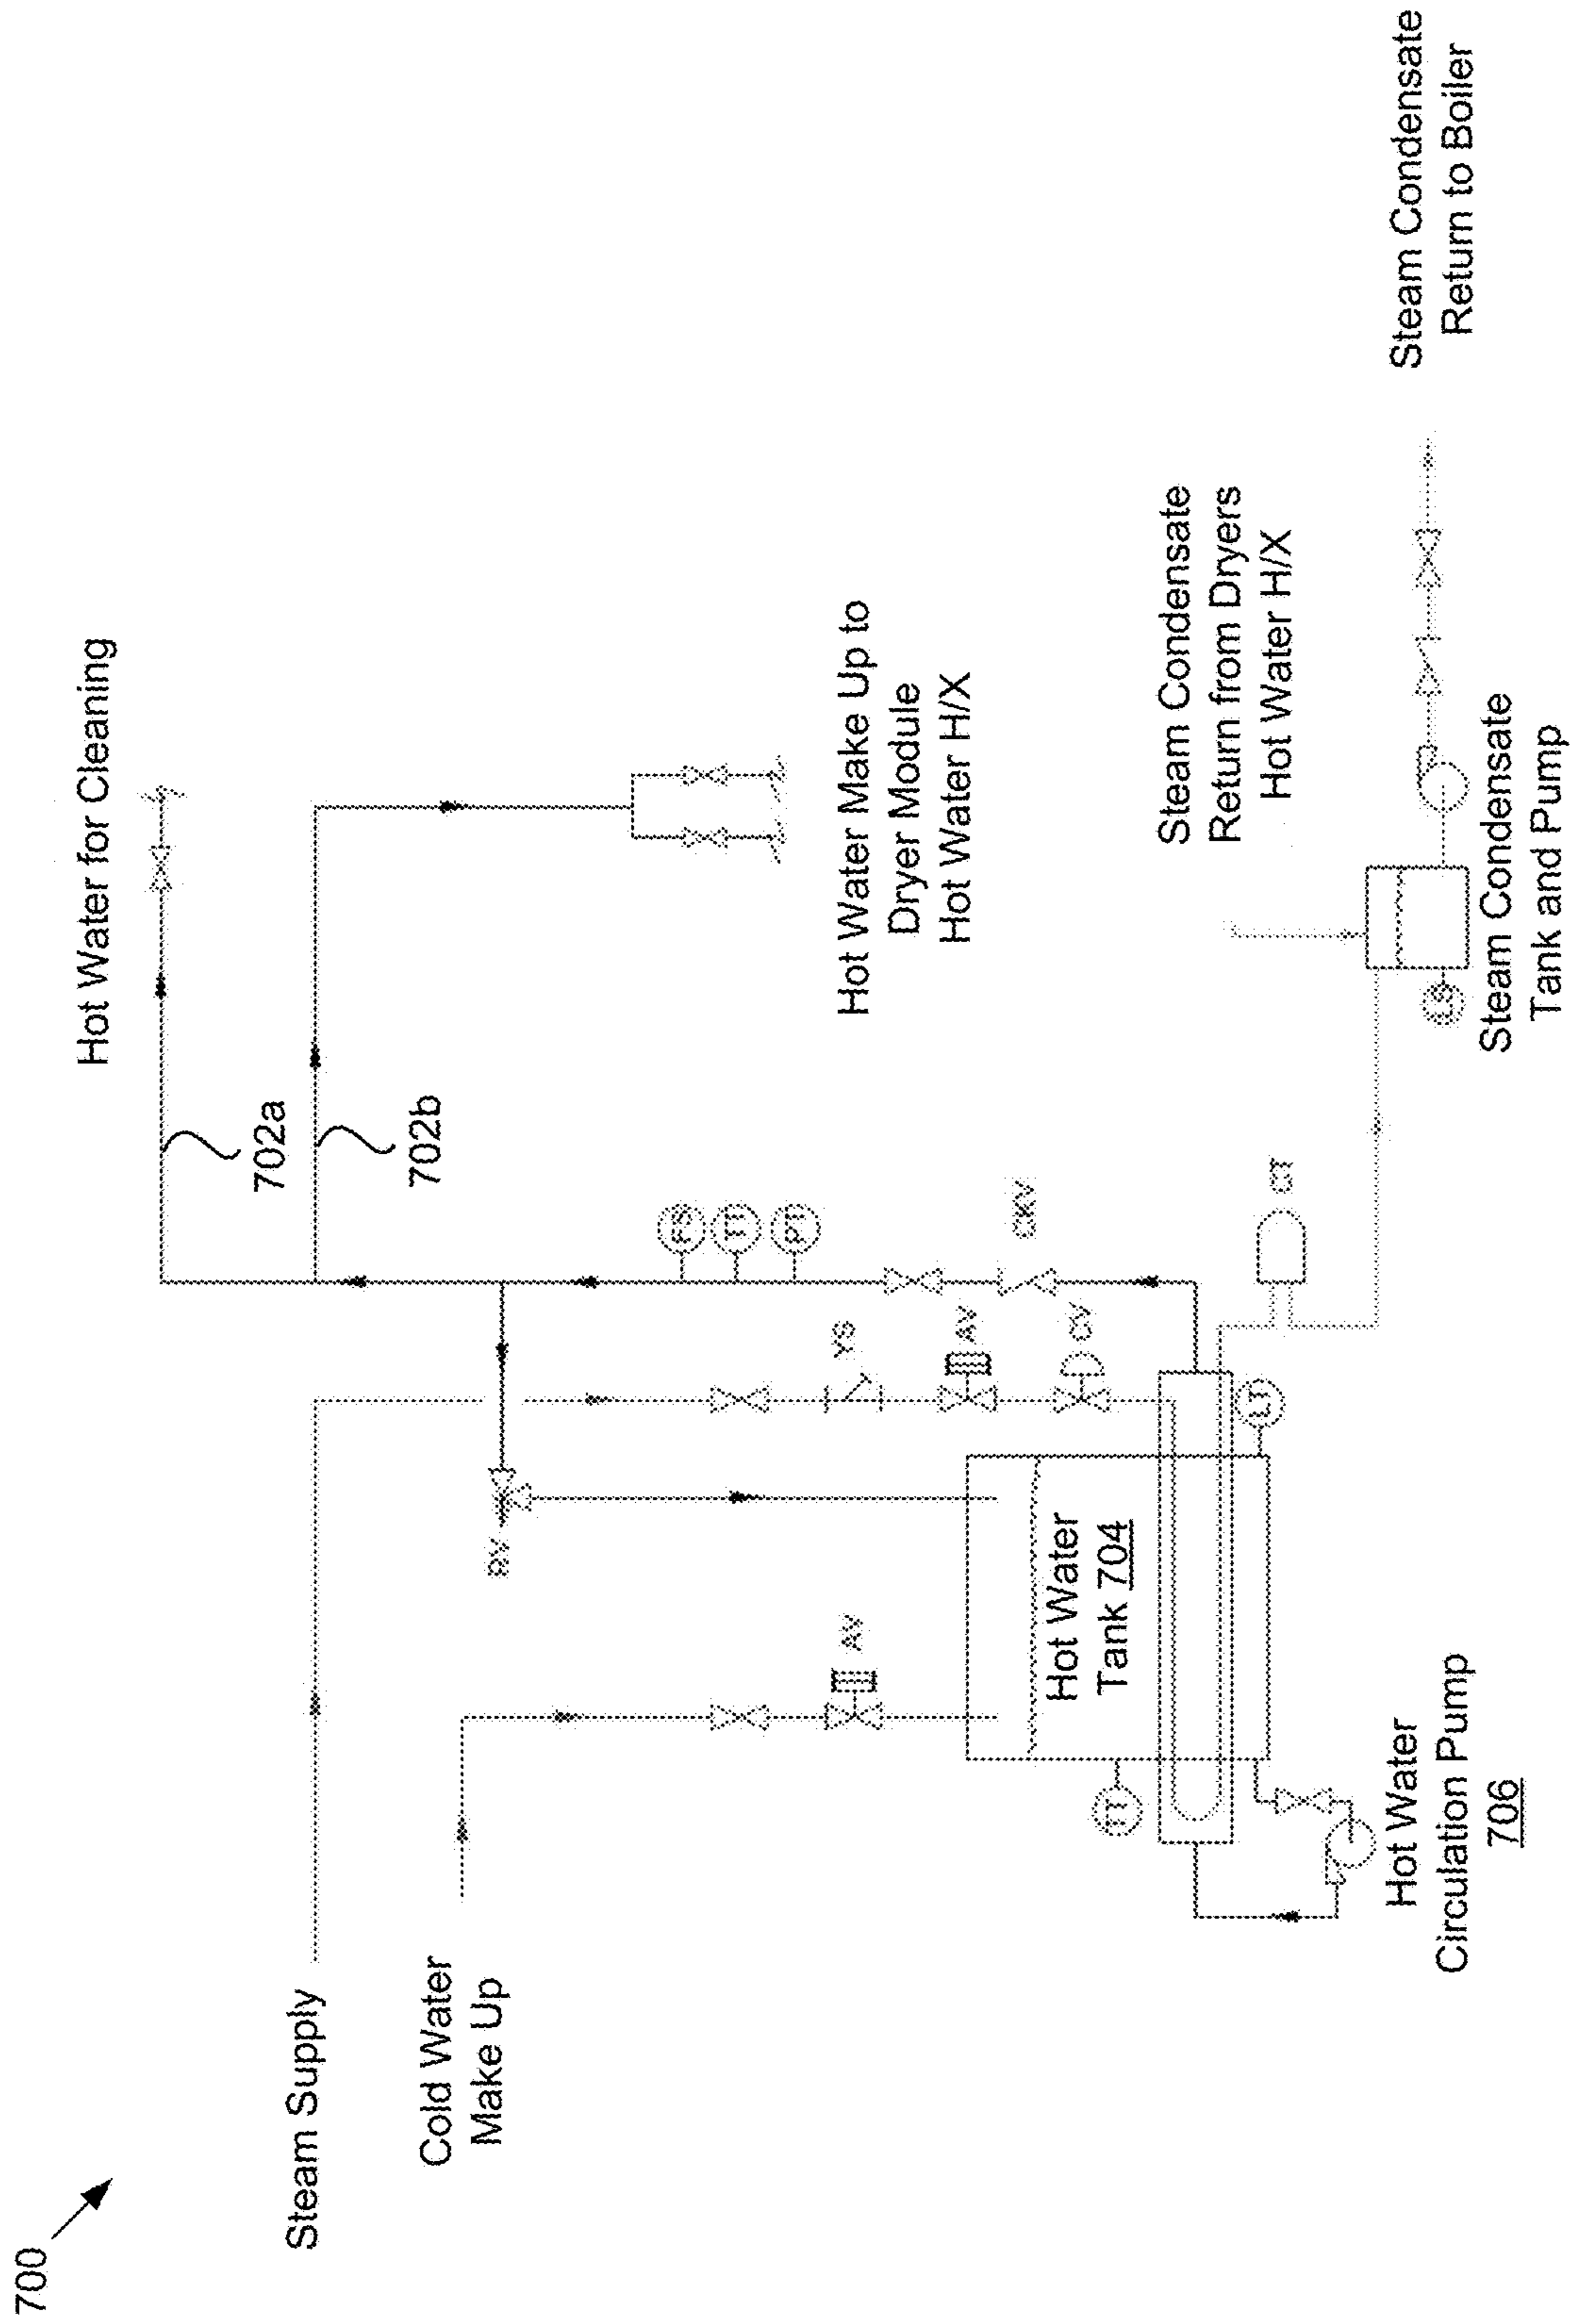 700
Steam Supply
Cold Water
Make Up
Hot Water for Cleaning
702a
702b
Hot Water Make Up to
Dryer Module
Hot Water H/X
FS
TT
PT
CKV
YS
AV
CV
RV
AV
Hot Water
Tank 704
LT
TT
CT
Hot Water
Circulation Pump
706
Steam Condensate
Return from Dryers
Hot Water H/X
LS
Steam Condensate
Tank and Pump
Steam Condensate
Return to Boiler